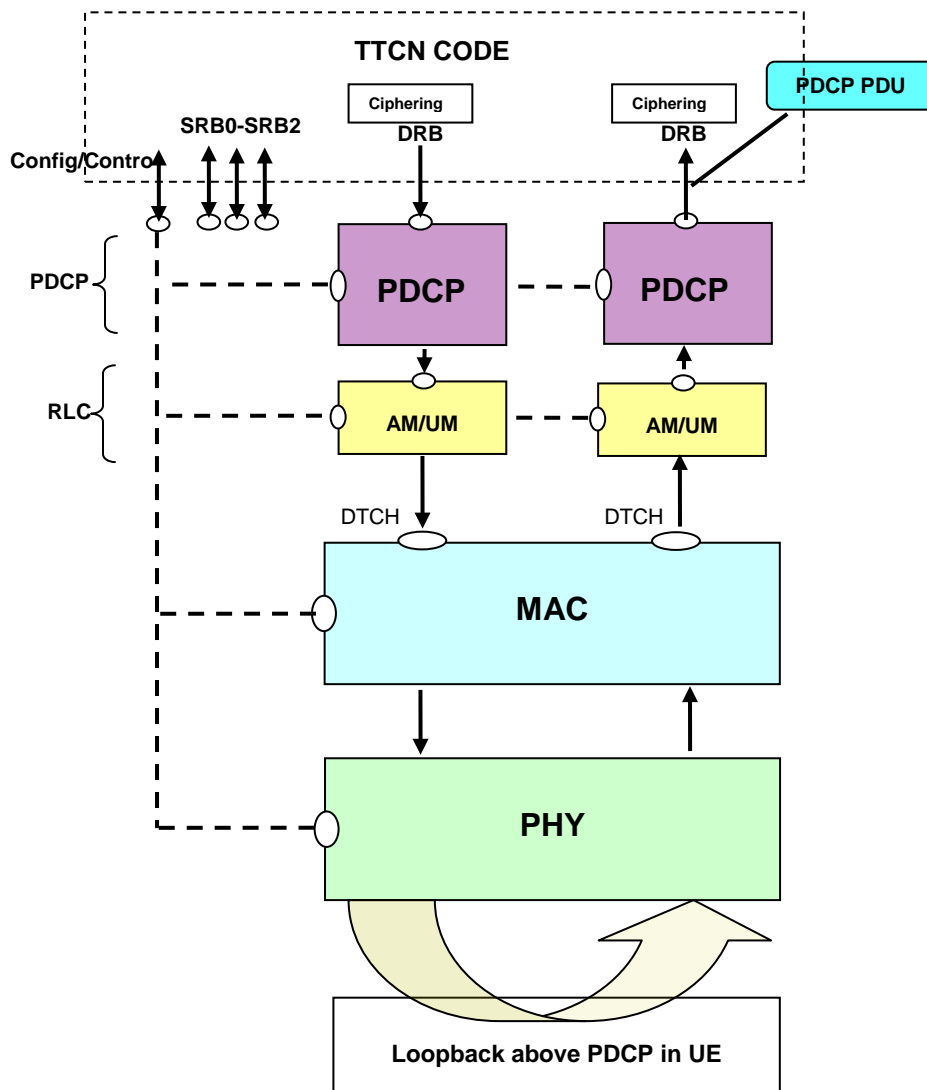 TTCN CODE
PDCP PDU
Ciphering
Ciphering
SRB0-SRB2
DRB
DRB
Config/Contro
PDCP
PDCP
PDCP
RLC
AM/UM
AM/UM
DTCH
DTCH
MAC
PHY
Loopback above PDCP in UE